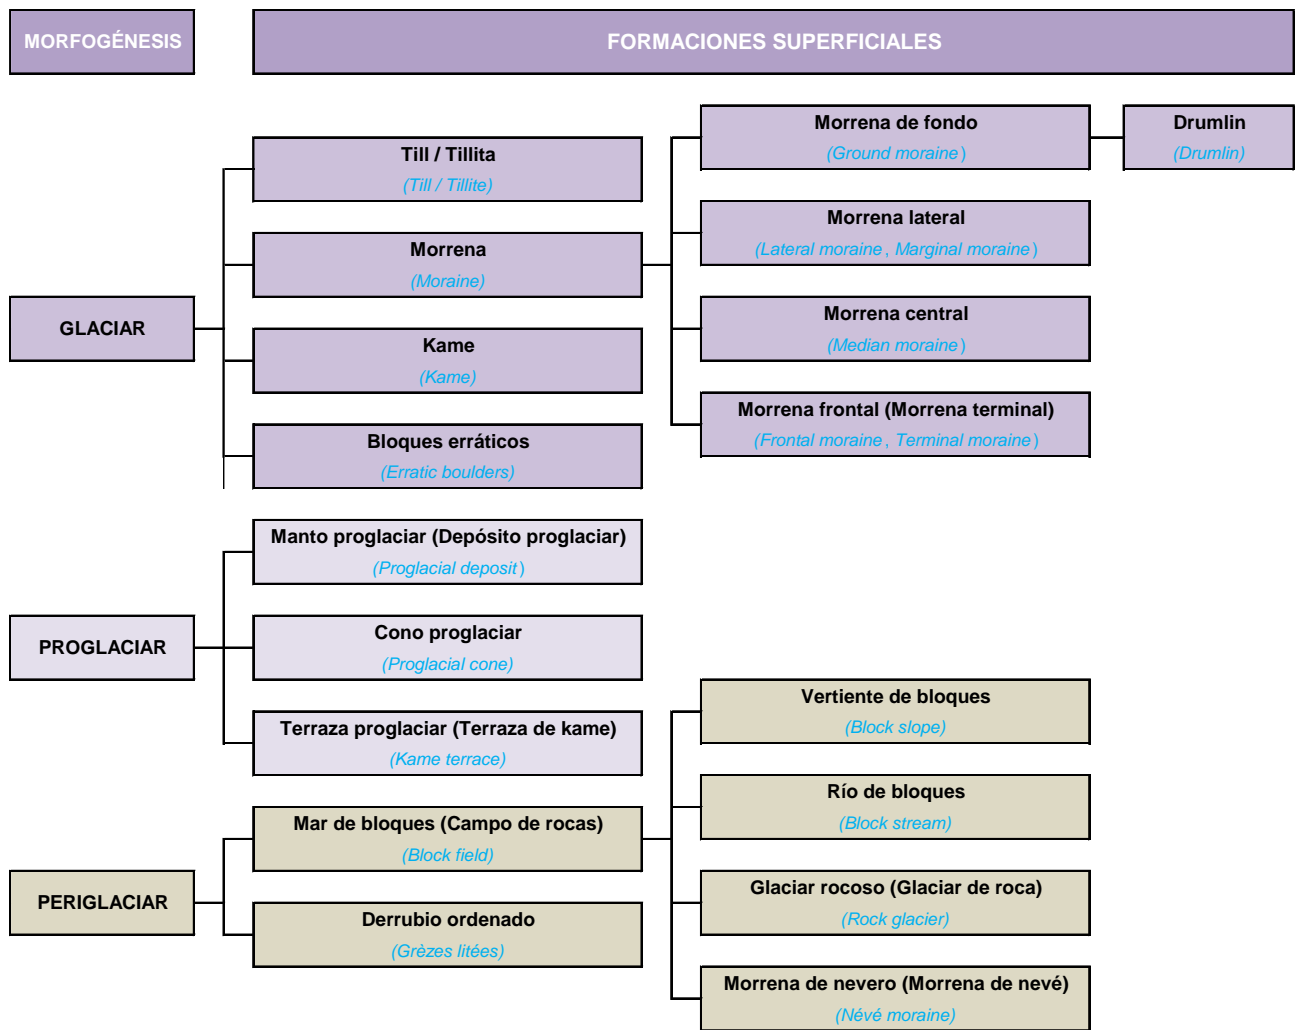 MORFOGÉNESIS
FORMACIONES SUPERFICIALES
GLACIAR
Till / Tillita
(Till / Tillite)
Morrena
(Moraine)
Kame
(Kame)
Bloques erráticos
(Erratic boulders)
Morrena de fondo
(Ground moraine)
Drumlin
(Drumlin)
Morrena lateral
(Lateral moraine, Marginal moraine)
Morrena central
(Median moraine)
Morrena frontal (Morrena terminal)
(Frontal moraine, Terminal moraine)
PROGLACIAR
Manto proglaciar (Depósito proglaciar)
(Proglacial deposit)
Cono proglaciar
(Proglacial cone)
Terraza proglaciar (Terraza de kame)
(Kame terrace)
PERIGLACIAR
Mar de bloques (Campo de rocas)
(Block field)
Derrubio ordenado
(Grèzes litées)
Vertiente de bloques
(Block slope)
Río de bloques
(Block stream)
Glaciar rocoso (Glaciar de roca)
(Rock glacier)
Morrena de nevero (Morrena de nevé)
(Névé moraine)